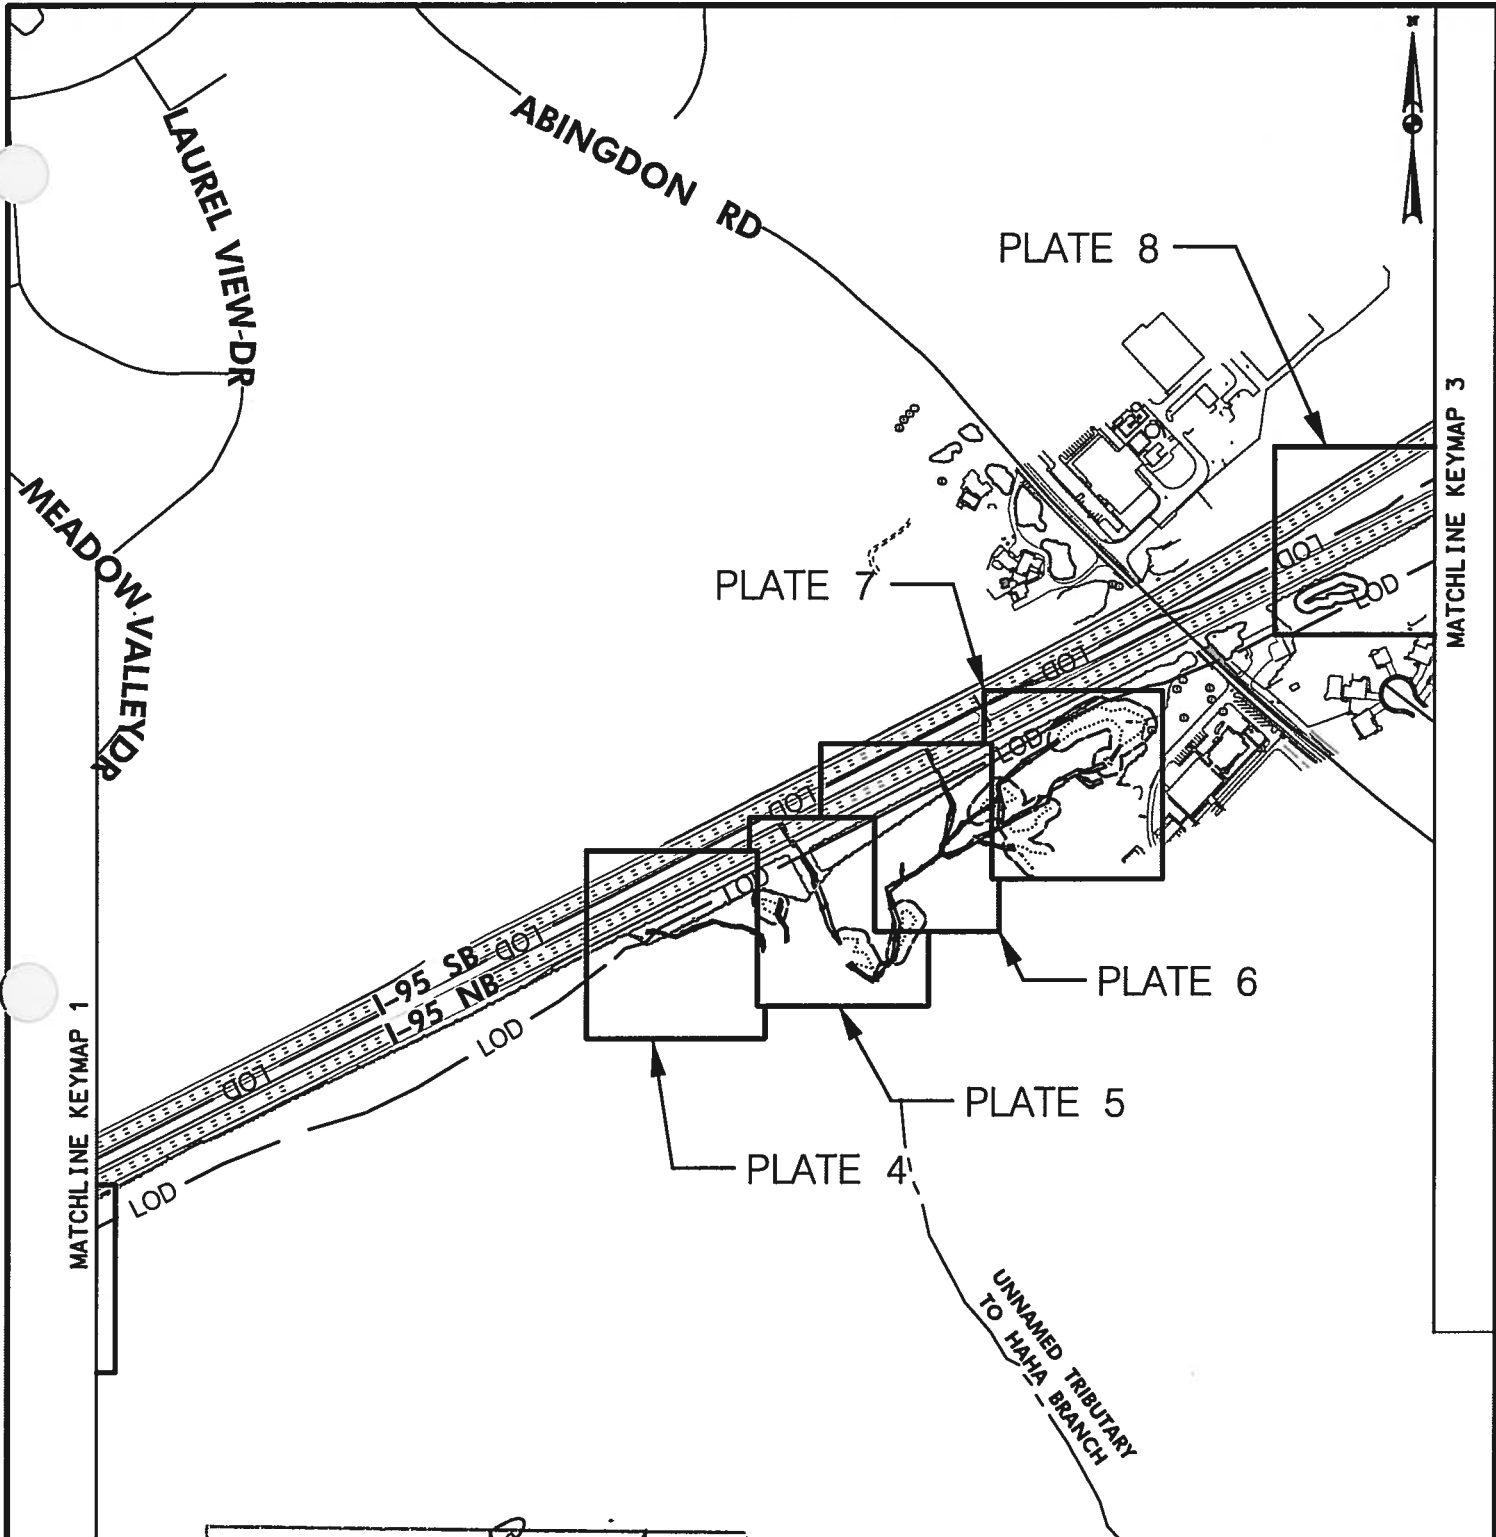 N
ABINGDON RD
LAUREL VIEW DR
PLATE 8
MATCHLINE KEYMAP 3
MEADOW VALLEY DR
LOD
LOD
PLATE 7
LOD
LOD
LOD
LOD
LOD
I-95 SB
I-95 NB
PLATE 6
LOD
LOD
PLATE 5
MATCHLINE KEYMAP 1
PLATE 4
LOD
UNNAMED TRIBUTARY
TO HAHA BRANCH